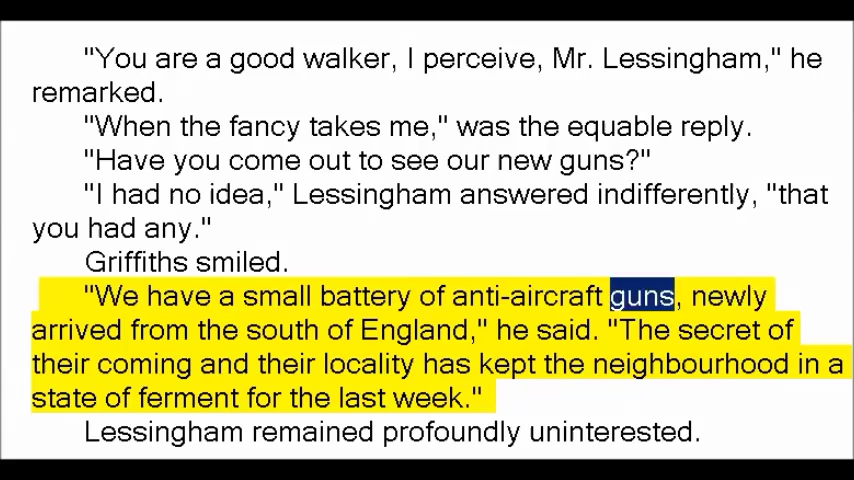 "You are a good walker, I perceive, Mr. Lessingham," he
remarked.
"When the fancy takes me," was the equable reply.
"Have you come out to see our new guns?"
"I had no idea," Lessingham answered indifferently, "that
you had any."
Griffiths smiled.
"We have a small battery of anti-aircraft guns, newly
arrived from the south of England," he said. "The secret of
their coming and their locality has kept the neighbourhood in a
state of ferment for the last week."
Lessingham remained profoundly uninterested.